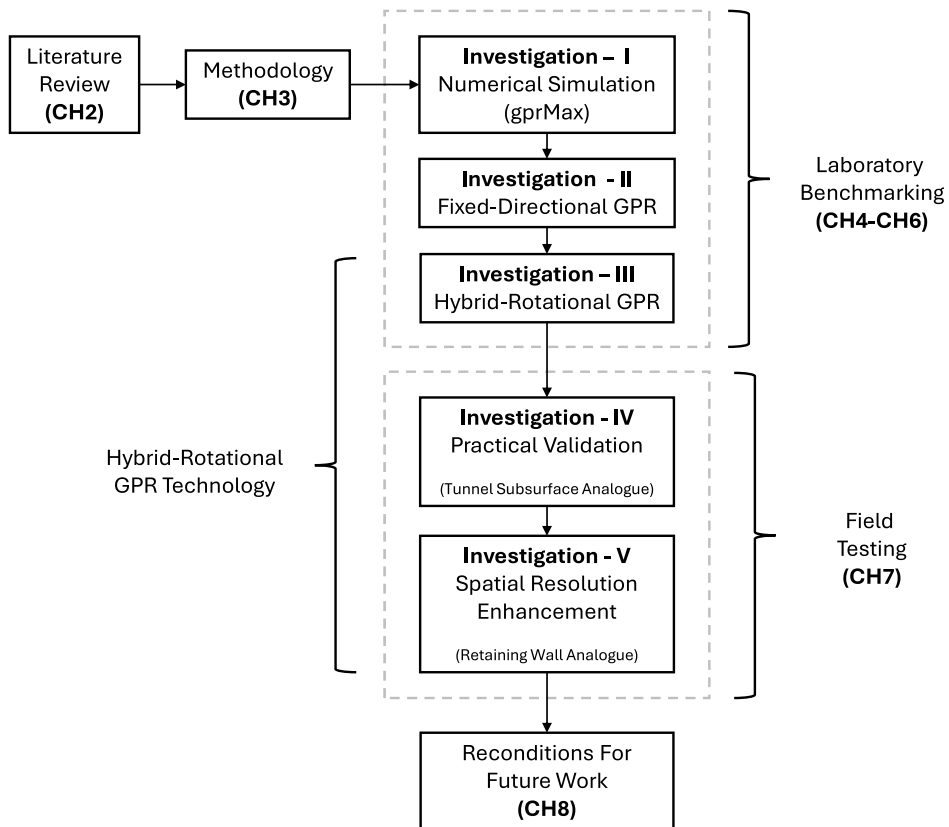 Literature
Review
(CH2)
Methodology
(CH3)
Investigation – I
Numerical Simulation
(gprMax)
Investigation - II
Fixed-Directional GPR
Investigation – III
Hybrid-Rotational GPR
Laboratory
Benchmarking
(CH4-CH6)
Investigation - IV
Practical Validation
(Tunnel Subsurface Analogue)
Investigation - V
Spatial Resolution
Enhancement
(Retaining Wall Analogue)
Hybrid-Rotational
GPR Technology
Field
Testing
(CH7)
Reconditions For
Future Work
(CH8)